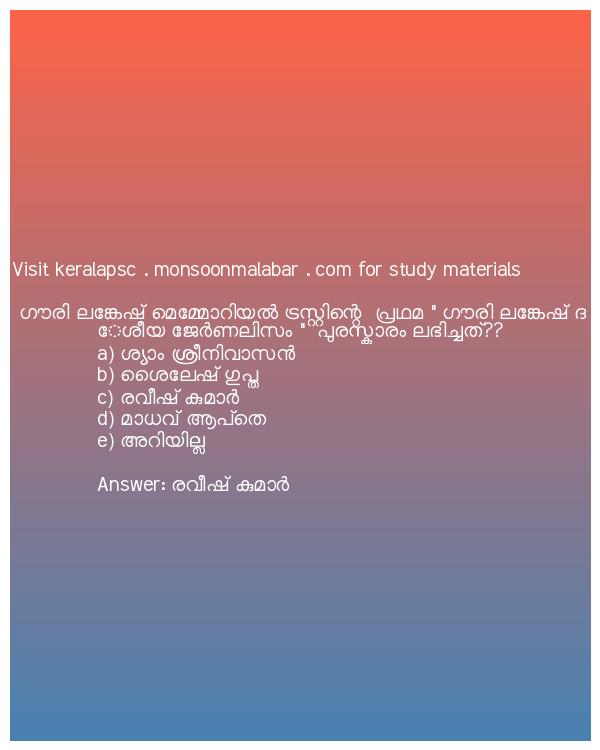 Visit keralapsc . monsoonmalabar . com for study materials
ഗൗരി ലങ്കേഷ് മെമ്മോറിയൽ ട്രസ്റ്റിന്റെ പ്രഥമ " ഗൗരി ലങ്കേഷ് ദ
േശീയ ജേർണലിസം " പുരസ്കാരം ലഭിച്ചത്??
a) ശ്യാം ശ്രീനിവാസൻ
b) ശൈലേഷ് ഗുപ്ത
c) രവീഷ് കുമാർ
d) മാധവ് ആപ്തെ
e) അറിയില്ല
Answer: രവീഷ് കുമാർ